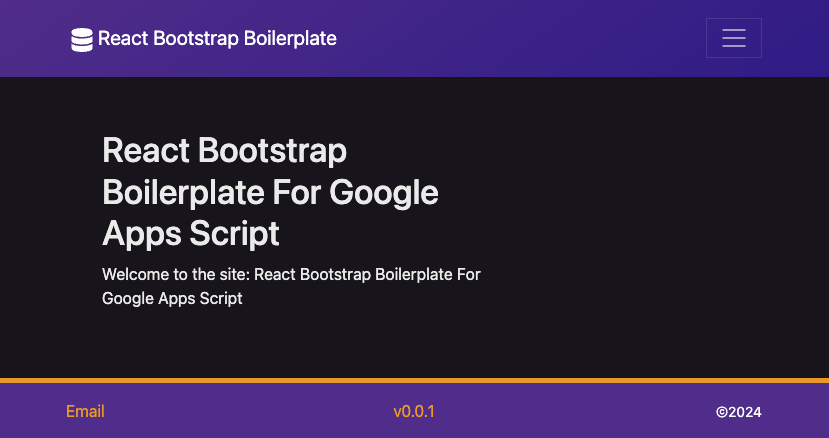 React Bootstrap Boilerplate
React Bootstrap
Boilerplate For Google
Apps Script
Welcome to the site: React Bootstrap Boilerplate For
Google Apps Script
Email
v0.0.1
©2024